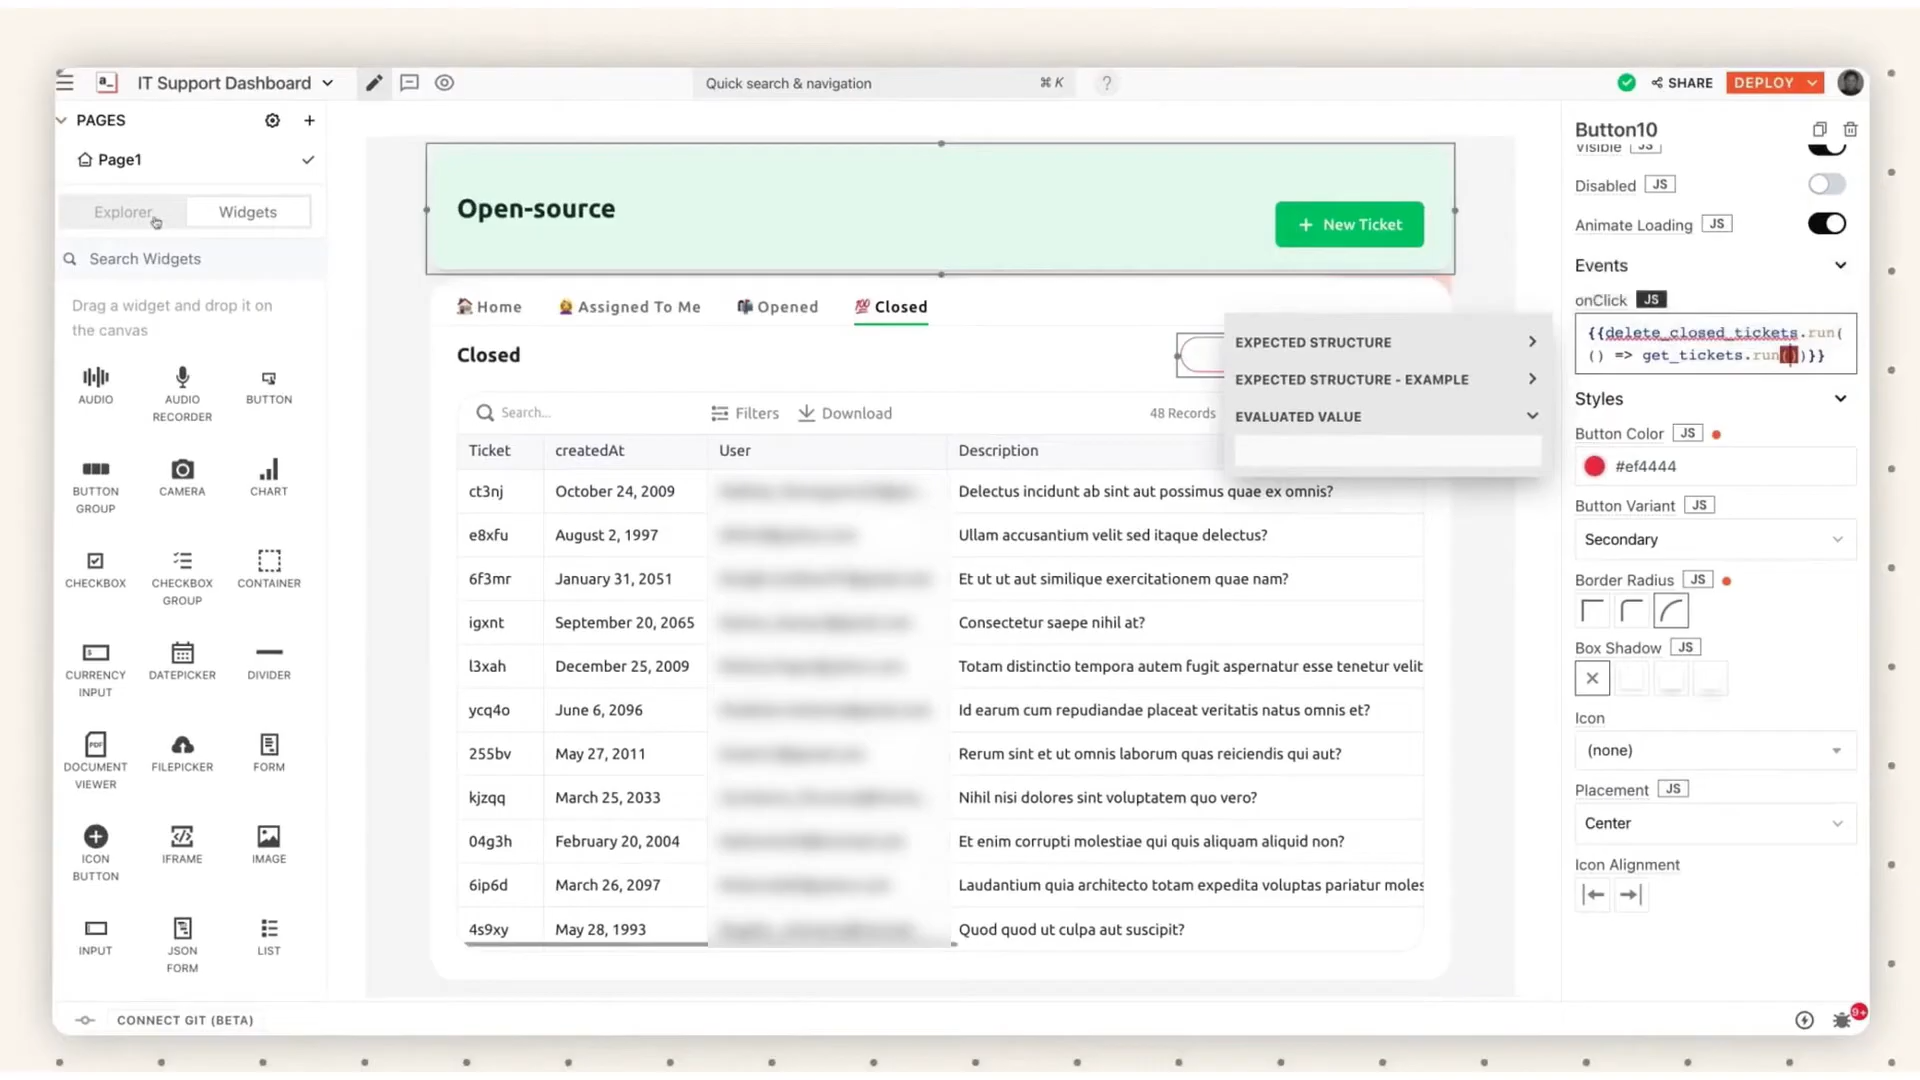 a_
IT Support Dashboard
Quick search & navigation
⌘ K
?
SHARE
DEPLOY
PAGES
Page1
Explorer
Widgets
Search Widgets
Drag a widget and drop it on
the canvas
AUDIO
AUDIO
RECORDER
BUTTON
BUTTON
GROUP
CAMERA
CHART
CHECKBOX
CHECKBOX
GROUP
CONTAINER
CURRENCY
INPUT
DATEPICKER
DIVIDER
PDF
DOCUMENT
VIEWER
FILEPICKER
FORM
ICON
BUTTON
IFRAME
IMAGE
INPUT
JSON
FORM
LIST
CONNECT GIT (BETA)
Open-source
+ New Ticket
Home
Assigned To Me
Opened
💯 Closed
Closed
Search...
Filters
Download
48 Records
Ticket createdAt User Description
ct3nj October 24, 2009 Delectus incidunt ab sint aut possimus quae ex omnis?
e8xfu August 2, 1997 Ullam accusantium velit sed itaque delectus?
6f3mr January 31, 2051 Et ut ut aut similique exercitationem quae nam?
igxnt September 20, 2065 Consectetur saepe nihil at?
l3xah December 25, 2009 Totam distinctio tempora autem fugit aspernatur esse tenetur velit
ycq4o June 6, 2096 Id earum cum repudiandae placeat veritatis natus omnis et?
255bv May 27, 2011 Rerum sint et ut omnis laborum quas reiciendis qui aut?
kjzqq March 25, 2033 Nihil nisi dolores sint voluptatem quo vero?
04g3h February 20, 2004 Et enim corrupti molestiae qui quis aliquam aliquid non?
6ip6d March 26, 2097 Laudantium quia architecto totam expedita voluptas pariatur moles
4s9xy May 28, 1993 Quod quod ut culpa aut suscipit?
EXPECTED STRUCTURE
EXPECTED STRUCTURE - EXAMPLE
EVALUATED VALUE
Button10
Visible JS
Disabled JS
Animate Loading JS
Events
onClick JS
{{delete_closed_tickets.run(
() => get_tickets.run())}}
Styles
Button Color JS
#ef4444
Button Variant JS
Secondary
Border Radius JS
Box Shadow JS
Icon
(none)
Placement JS
Center
Icon Alignment
9+